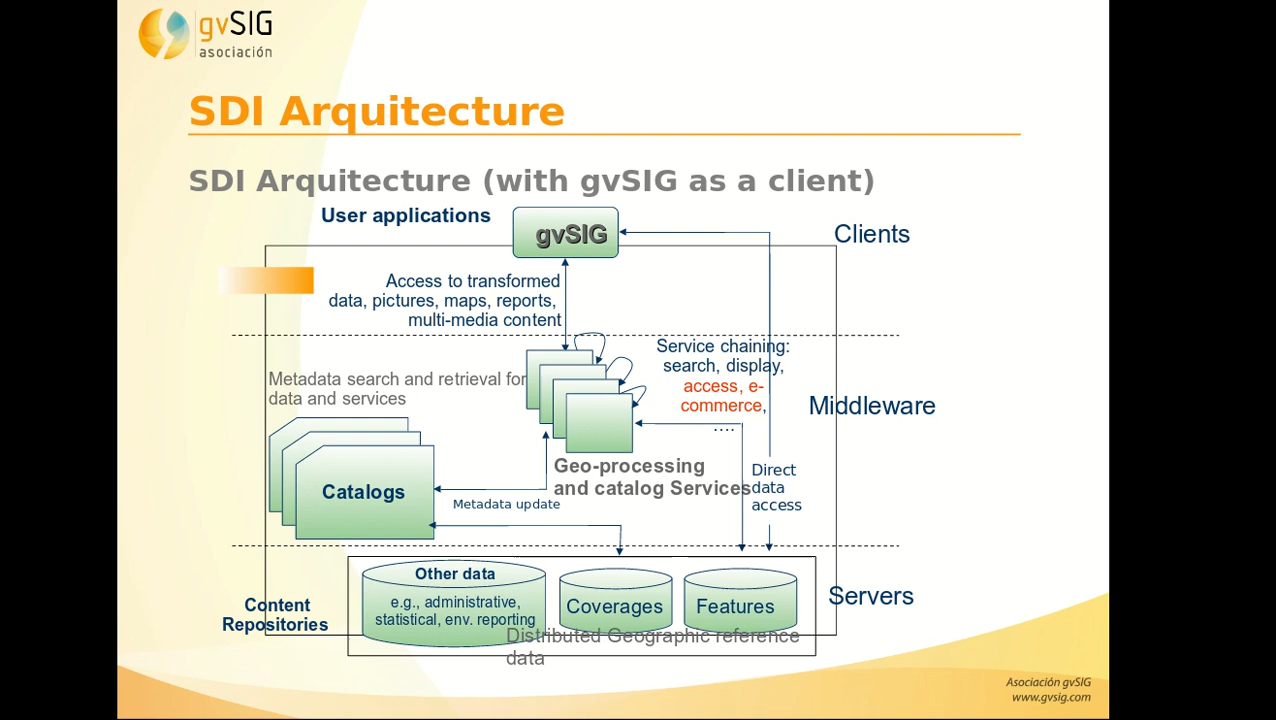 gvSIG
asociación
SDI Arquitecture
SDI Arquitecture (with gvSIG as a client)
User applications
gvSIG
Clients
Access to transformed
data, pictures, maps, reports,
multi-media content
Service chaining:
search, display,
access, e-
commerce,
....
Metadata search and retrieval for
data and services
Middleware
Geo-processing
and catalog Services
Direct
data
access
Catalogs
Metadata update
Other data
e.g., administrative,
statistical, env. reporting
Coverages
Features
Servers
Content
Repositories
Distributed Geographic reference
data
Asociación gvSIG
www.gvsig.com